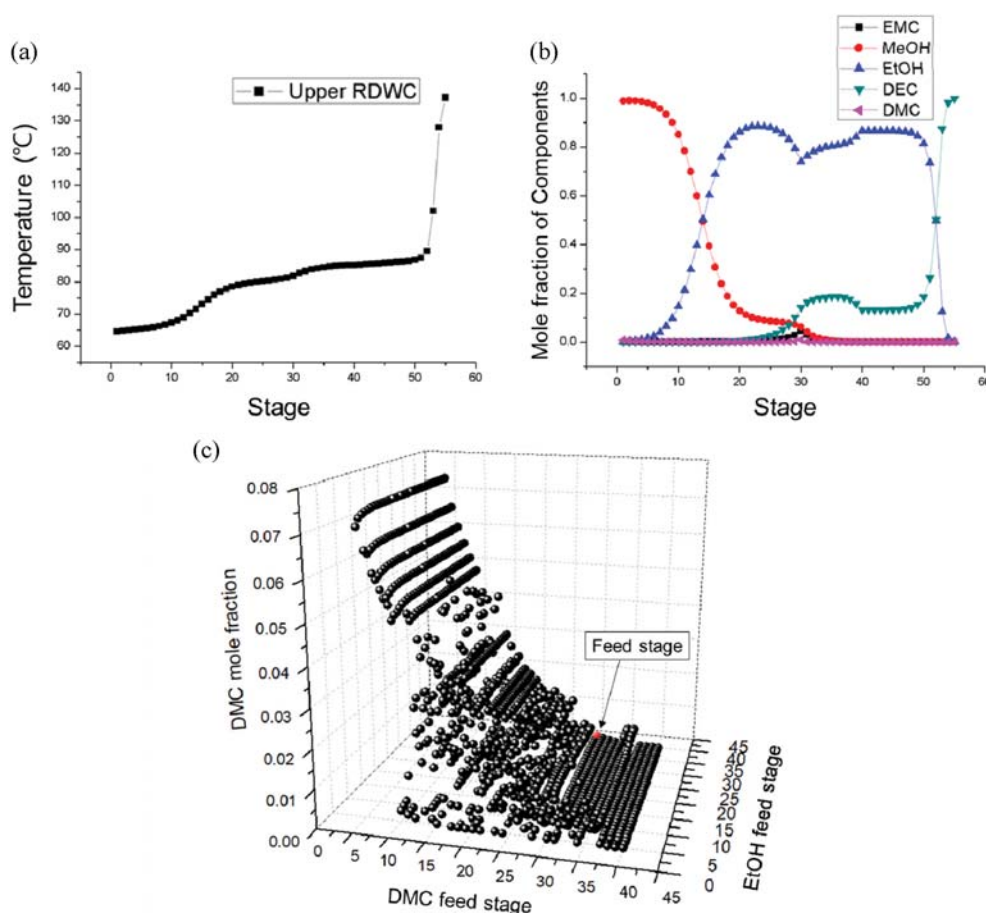 (a)
Upper RDWC
Temperature (℃)
140
130
120
110
100
90
80
70
60
0 10 20 30 40 50 60
Stage
(b)
EMC
MeOH
EtOH
DEC
DMC
Mole fraction of Components
1.0
0.8
0.6
0.4
0.2
0.0
0 10 20 30 40 50 60
Stage
(c)
DMC mole fraction
0.08
0.07
0.06
0.05
0.04
0.03
0.02
0.01
0.00
Feed stage
0 5 10 15 20 25 30 35 40 45
DMC feed stage
45
40
35
30
25
20
15
10
5
0
EtOH feed stage